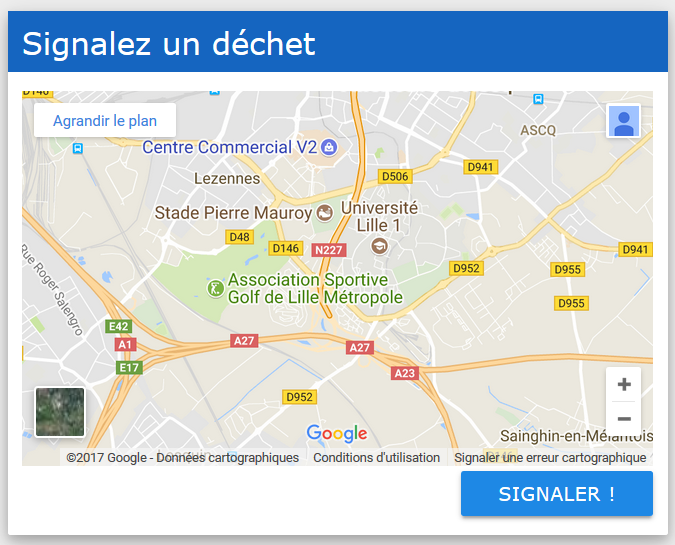 Signalez un déchet
D146
Agrandir le plan
ASCQ
Centre Commercial V2
D941
D506
Lezennes
Stade Pierre Mauroy
Université
Lille 1
D48
D146
N227
D941
D952
D955
Rue Roger Salengro
Association Sportive
Golf de Lille Métropole
D955
E42
A1
A27
A27
E17
A23
D952
Google
Sainghin-en-Mélantois
©2017 Google - Données cartographiques
Conditions d'utilisation
Signaler une erreur cartographique
SIGNALER !